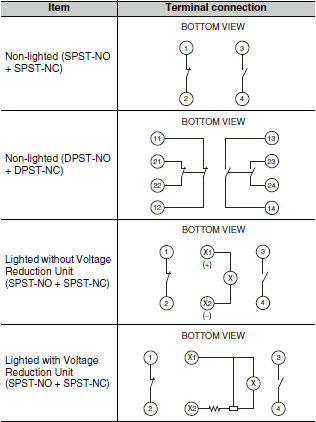 Item
Terminal connection
Non-lighted (SPST-NO
+ SPST-NC)
BOTTOM VIEW
1
3
2
4
Non-lighted (DPST-NO
+ DPST-NC)
BOTTOM VIEW
11
13
21
23
22
24
12
14
Lighted without Voltage
Reduction Unit
(SPST-NO + SPST-NC)
BOTTOM VIEW
1
X1
3
(+)
X
2
X2
4
(−)
Lighted with Voltage
Reduction Unit
(SPST-NO + SPST-NC)
BOTTOM VIEW
1
X1
3
X
2
X2
4